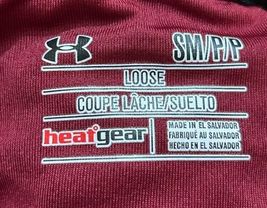 SM/P/P
LOOSE
COUPE LÂCHE/SUELTO
heatgear
MADE IN EL SALVADOR
FABRIQUÉ AU SALVADOR
HECHO EN EL SALVADOR